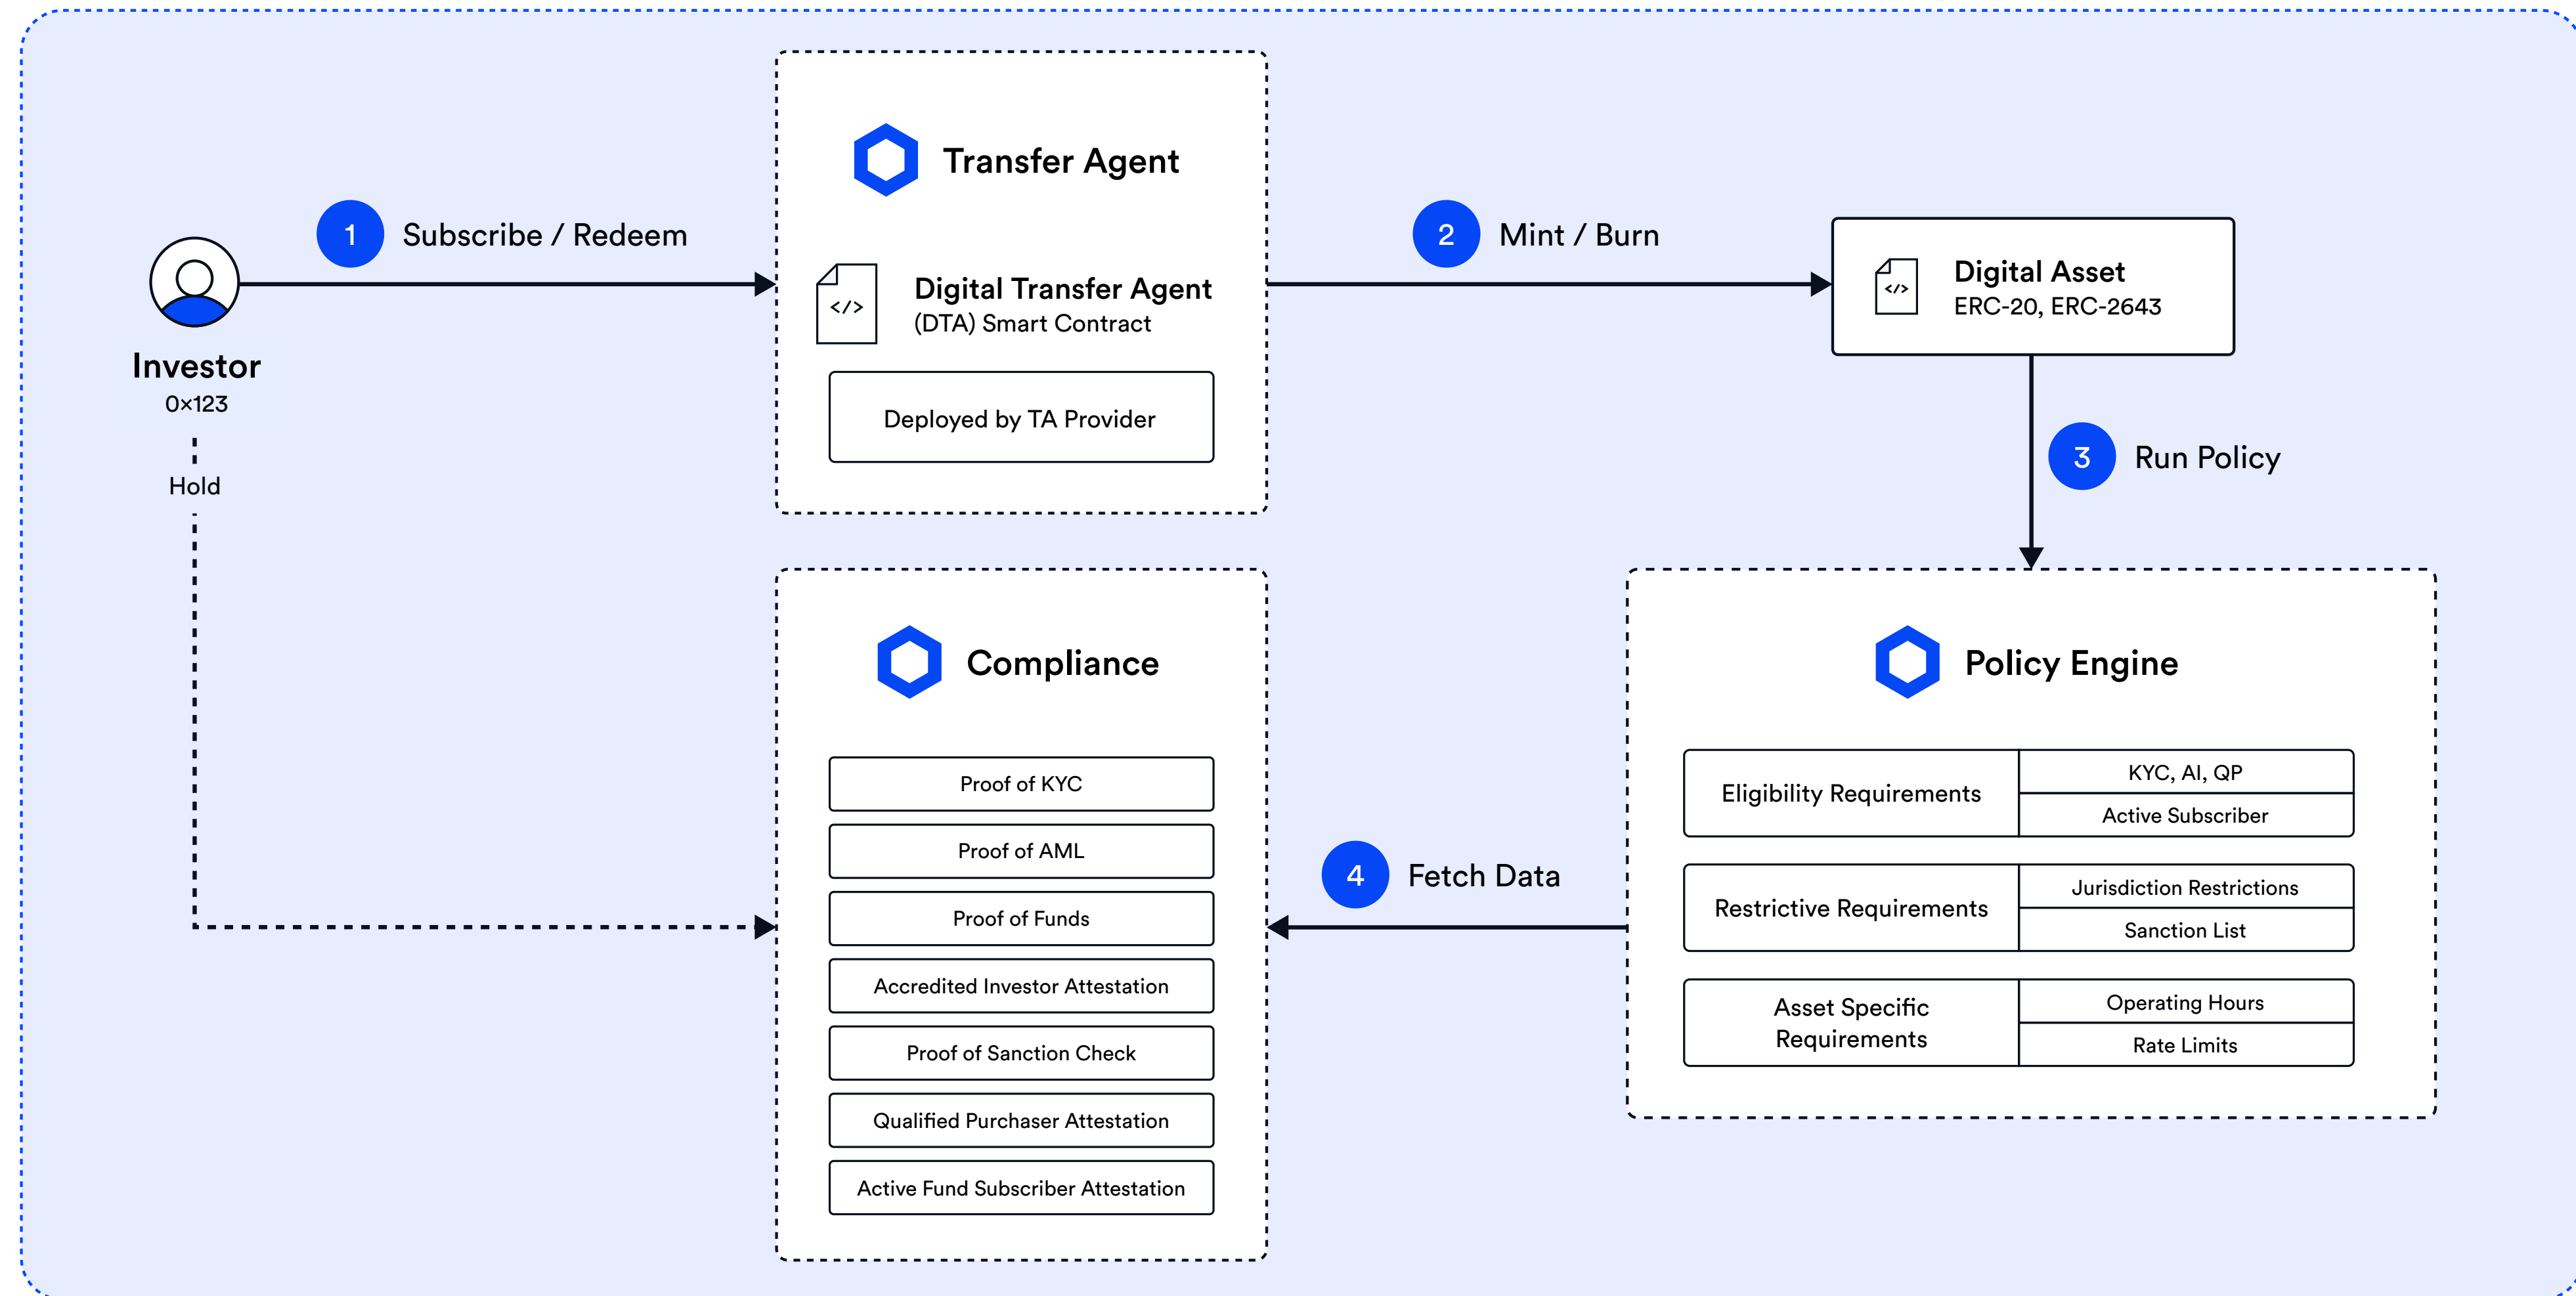 Transfer Agent
1
Subscribe / Redeem
2
Mint / Burn
</>
Digital Transfer Agent
(DTA) Smart Contract
</>
Digital Asset
ERC-20, ERC-2643
Investor
0×123
Deployed by TA Provider
Hold
3
Run Policy
Compliance
Proof of KYC
Proof of AML
Proof of Funds
Accredited Investor Attestation
Proof of Sanction Check
Qualified Purchaser Attestation
Active Fund Subscriber Attestation
4
Fetch Data
Policy Engine
Eligibility Requirements
KYC, AI, QP
Active Subscriber
Restrictive Requirements
Jurisdiction Restrictions
Sanction List
Asset Specific
Requirements
Operating Hours
Rate Limits